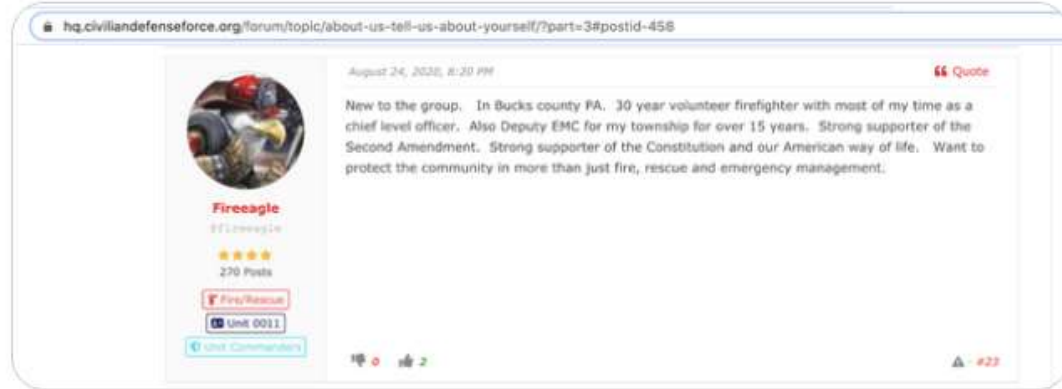 hq.civiliandefenseforce.org/forum/topic/about-us-tell-us-about-yourself/?part=3#postid-458
August 24, 2020, 8:20 PM
Quote
New to the group. In Bucks county PA. 30 year volunteer firefighter with most of my time as a
chief level officer. Also Deputy EMC for my township for over 15 years. Strong supporter of the
Second Amendment. Strong supporter of the Constitution and our American way of life. Want to
protect the community in more than just fire, rescue and emergency management.
Fireeagle
@fireeagle
270 Posts
Fire/Rescue
Unit 0011
Unit Commanders
0
2
#23